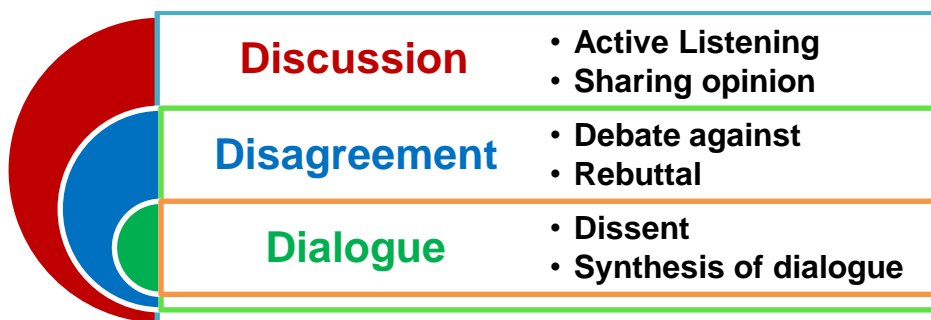 Discussion
• Active Listening
• Sharing opinion
Disagreement
• Debate against
• Rebuttal
Dialogue
• Dissent
• Synthesis of dialogue